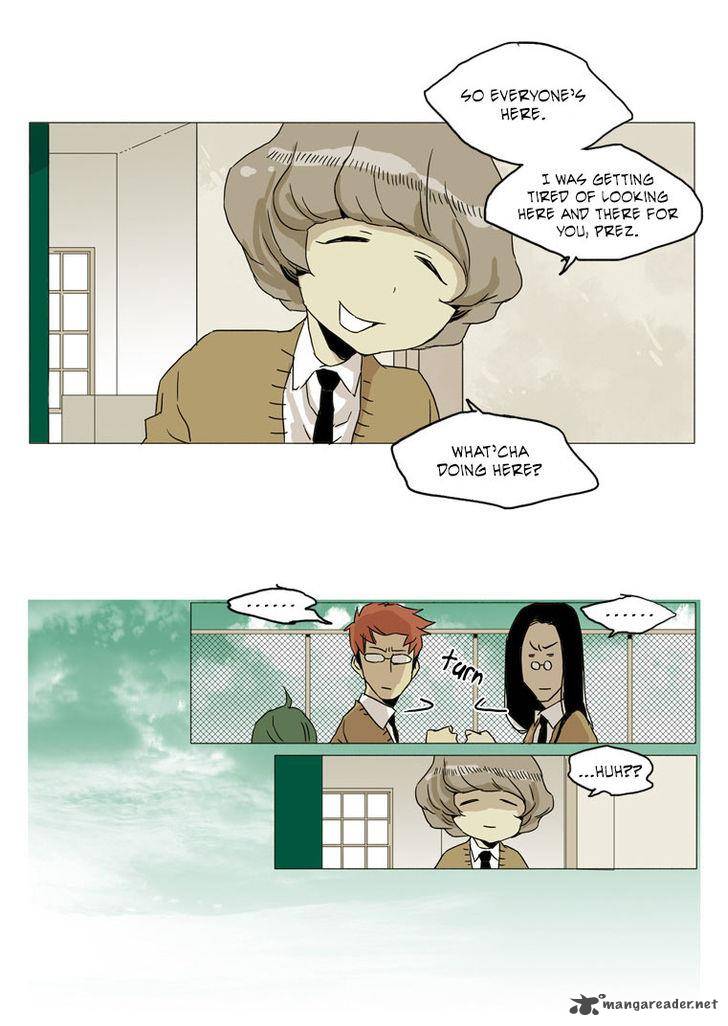 SO EVERYONE'S
HERE.
I WAS GETTING
TIRED OF LOOKING
HERE AND THERE FOR
YOU, PREZ.
WHAT'CHA
DOING HERE?
......
......
turn
...HUH??
mangareader.net